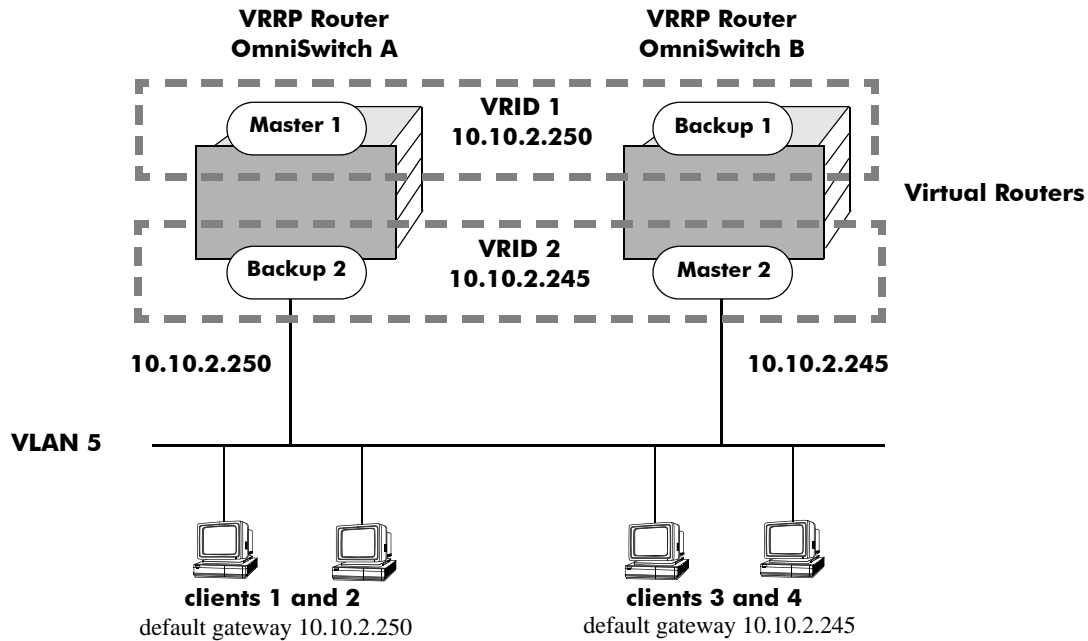 VRRP Router
OmniSwitch A
VRRP Router
OmniSwitch B
Master 1
VRID 1
10.10.2.250
Backup 1
Virtual Routers
Backup 2
VRID 2
10.10.2.245
Master 2
10.10.2.250
10.10.2.245
VLAN 5
clients 1 and 2
default gateway 10.10.2.250
clients 3 and 4
default gateway 10.10.2.245